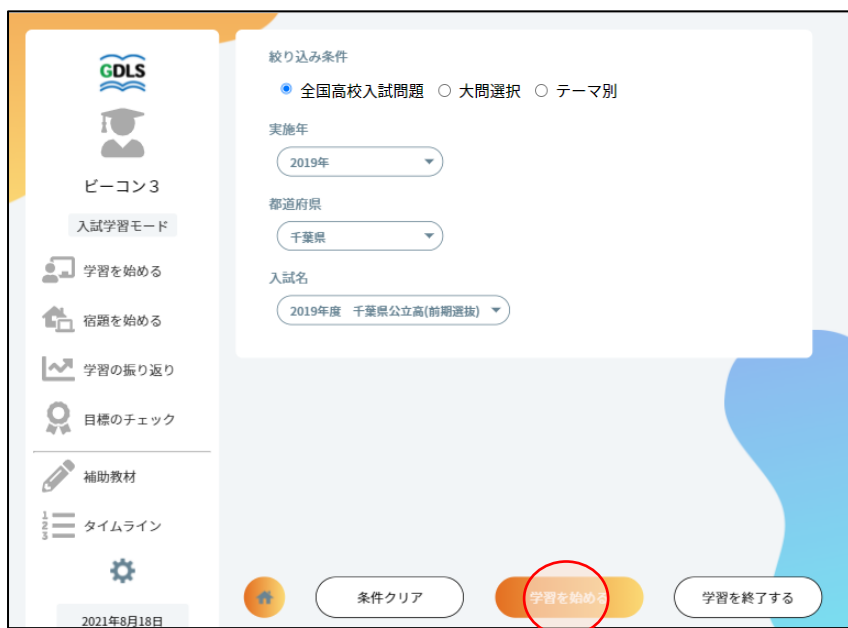 GDLS
ビーコン３
入試学習モード
学習を始める
宿題を始める
学習の振り返り
目標のチェック
補助教材
1
2
3
タイムライン
2021年8月18日
絞り込み条件
全国高校入試問題 大問選択 テーマ別
実施年
2019年
都道府県
千葉県
入試名
2019年度　千葉県公立高(前期選抜)
条件クリア 学習を始める 学習を終了する